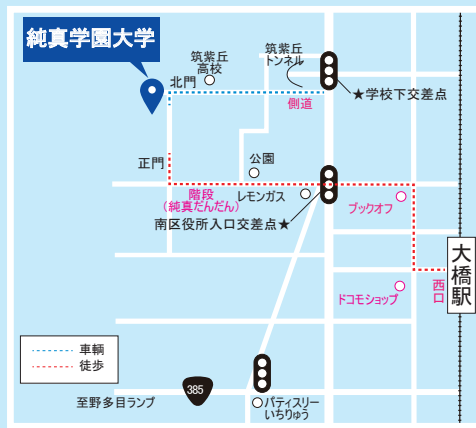 純真学園大学
筑紫丘
トンネル
筑紫丘
高校
北門
★学校下交差点
側道
正門
公園
階段
(純真だんだん)
レモンガス
ブックオフ
南区役所入口交差点★
大橋駅
西口
ドコモショップ
車輌
徒歩
385
至野多目ランプ
パティスリー
いちりゅう